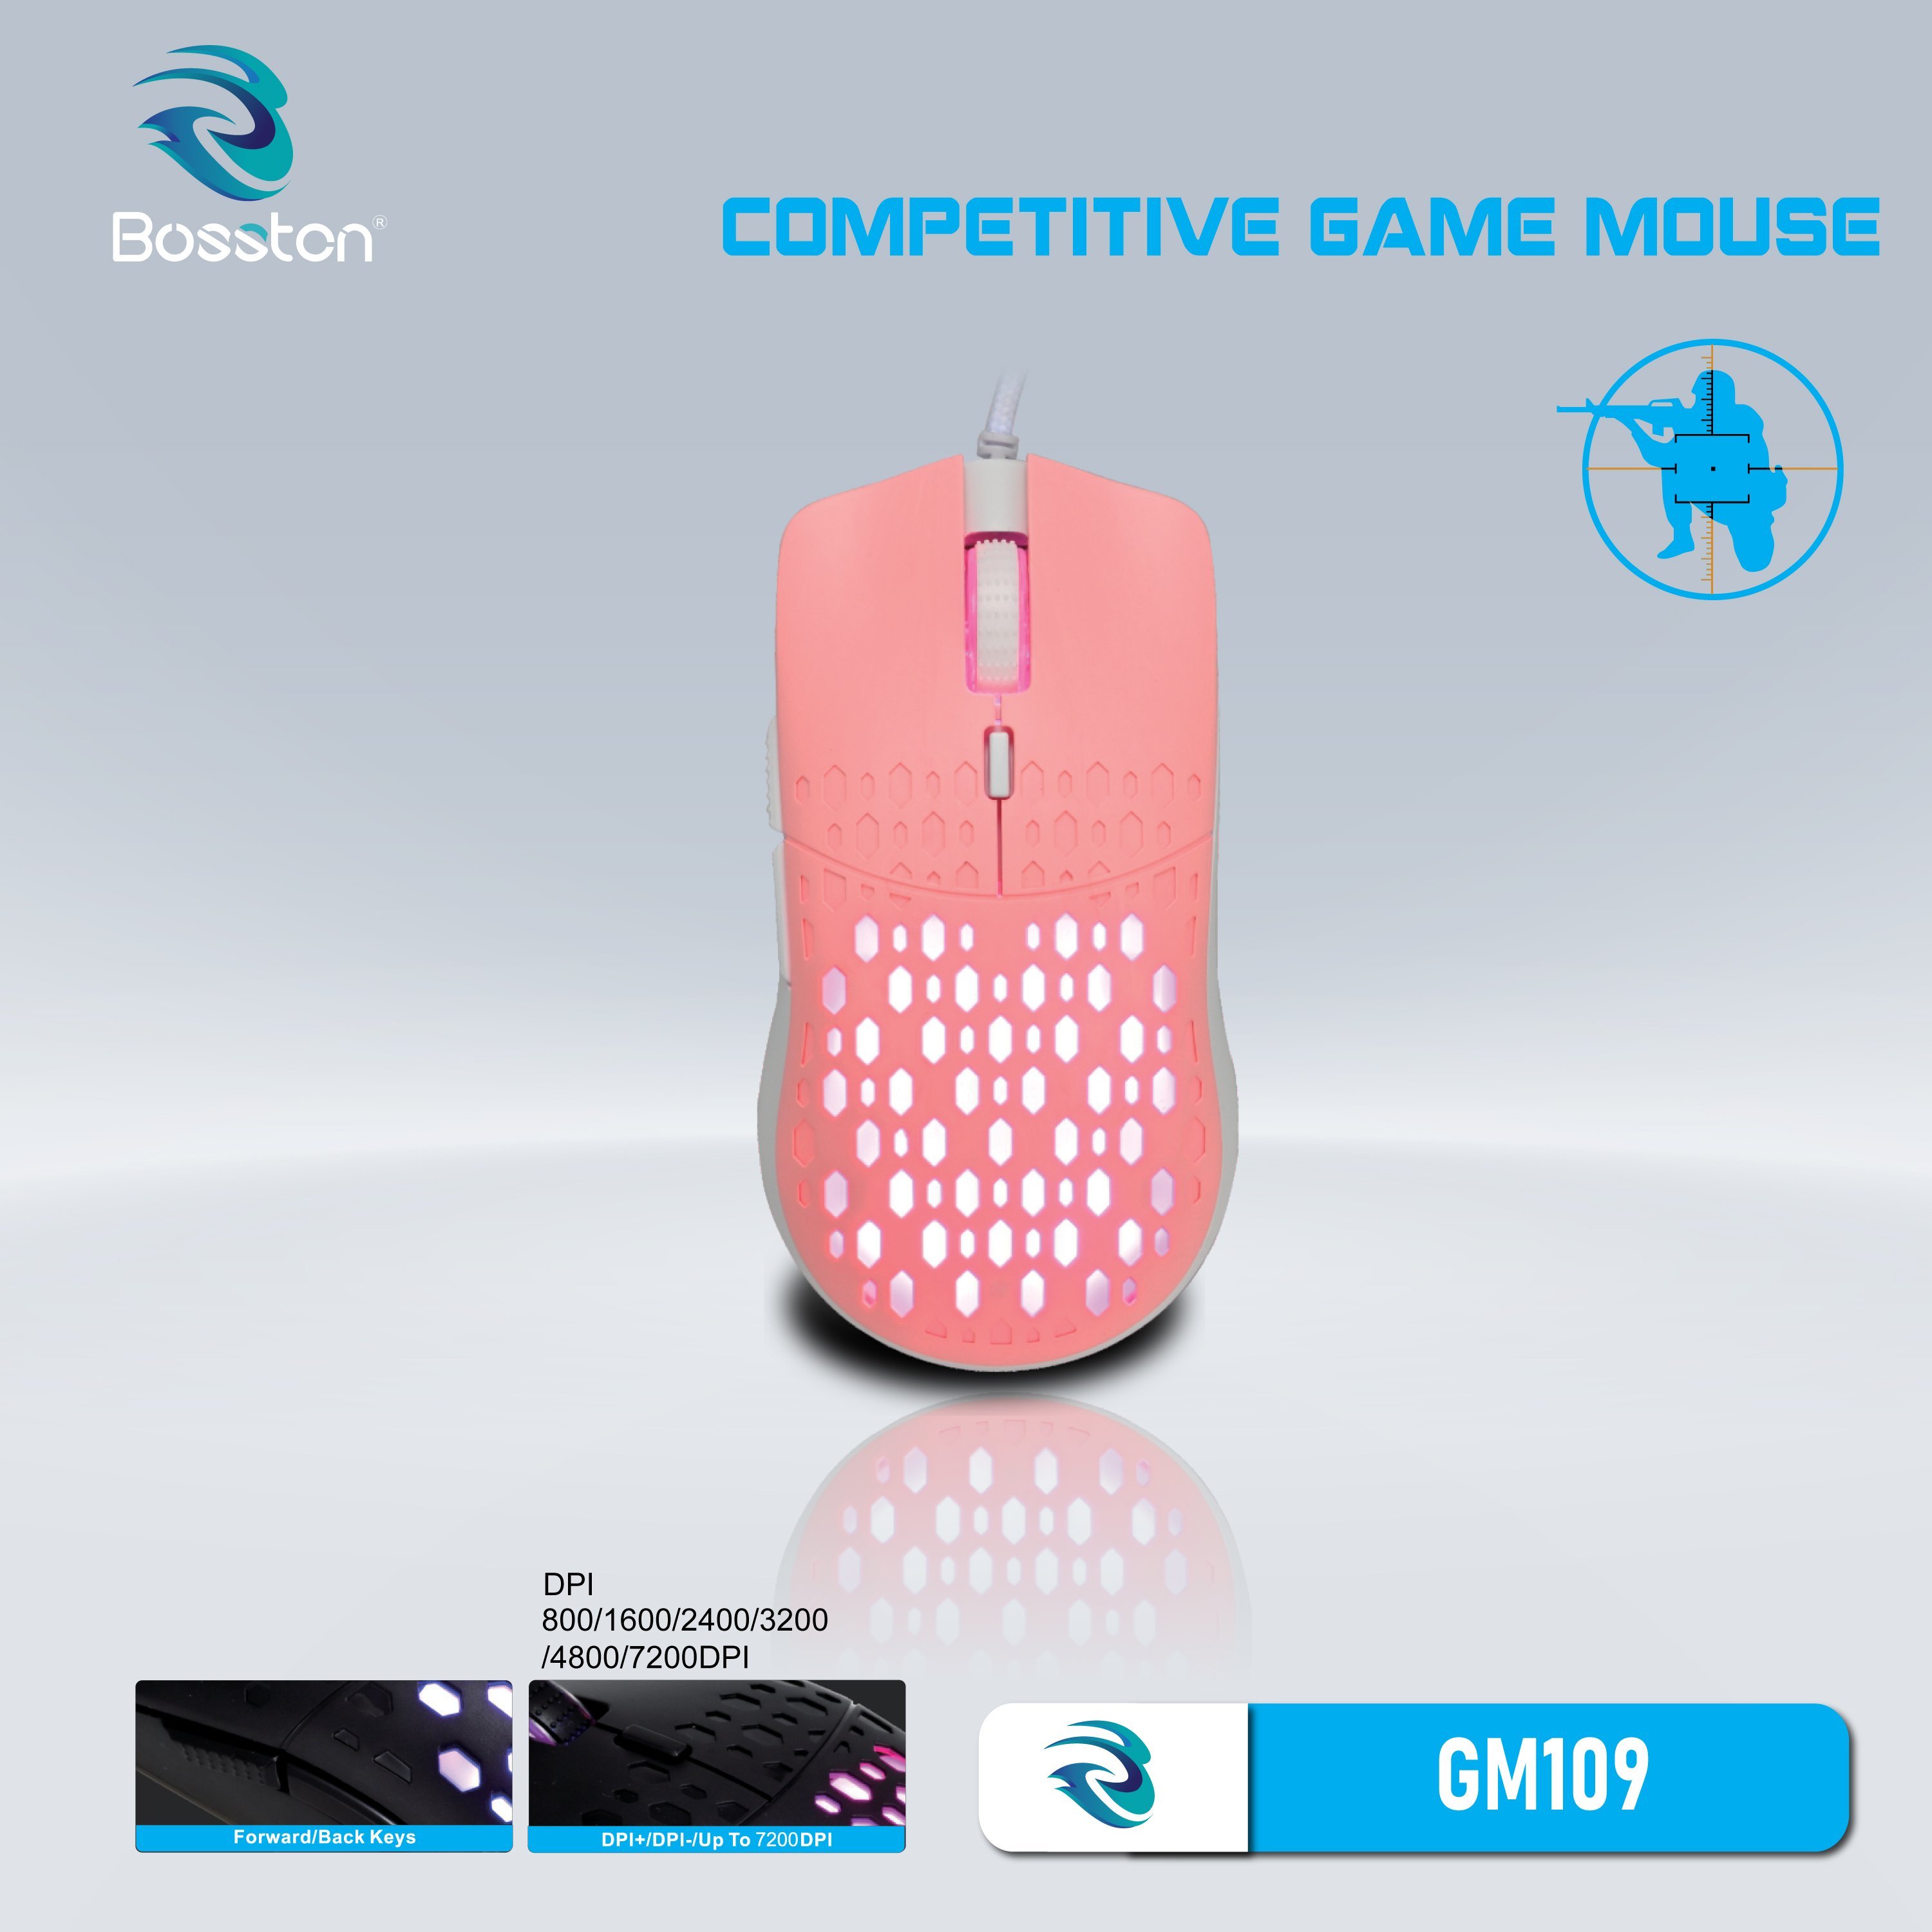 Bosston®
COMPETITIVE GAME MOUSE
DPI
800/1600/2400/3200
/4800/7200DPI
Forward/Back Keys
DPI+/DPI-/Up To 7200DPI
GM109